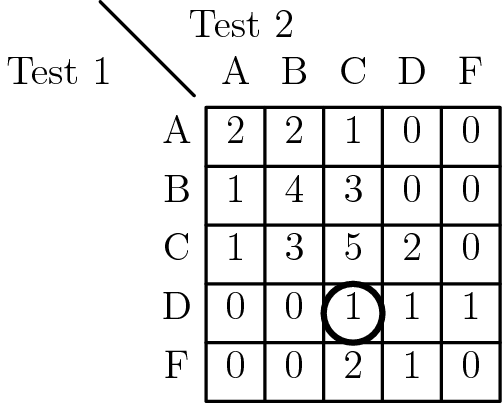 Test 2
Test 1 A B C D F
A 2 2 1 0 0
B 1 4 3 0 0
C 1 3 5 2 0
D 0 0 1 1 1
F 0 0 2 1 0